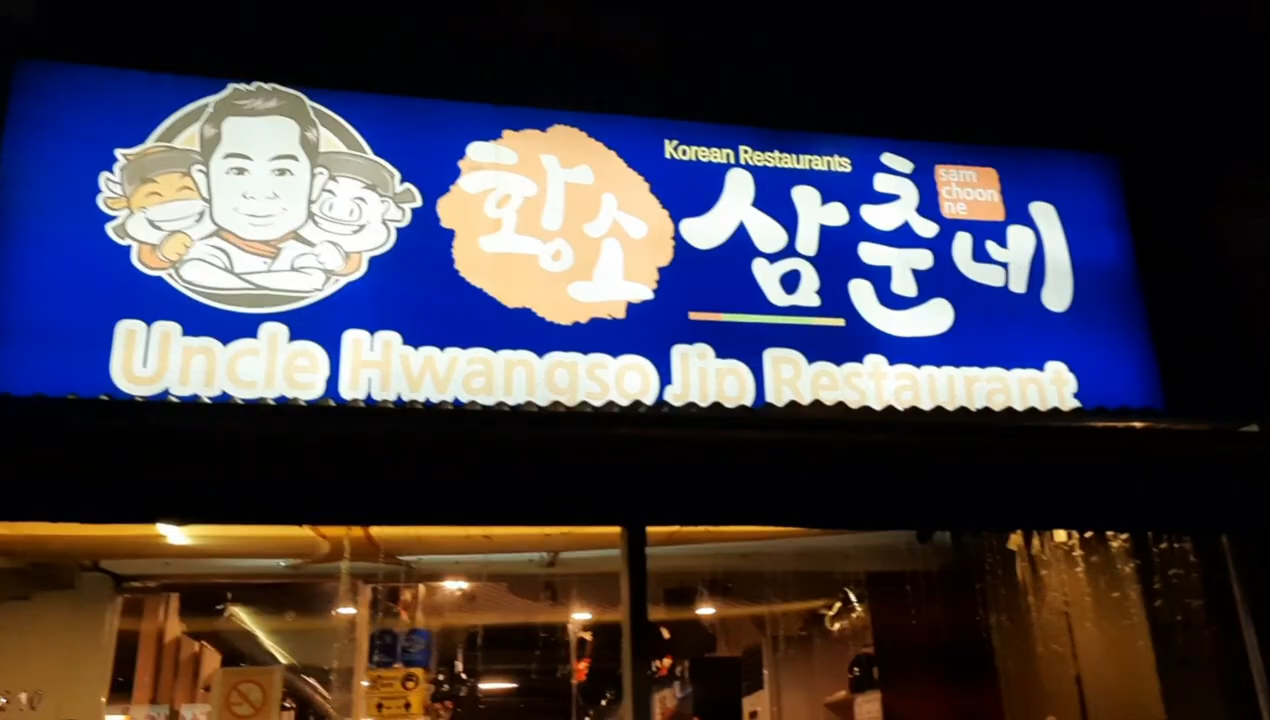 Korean Restaurants
황소 삼춘네
sam
choon
ne
Uncle Hwangso Jip Restaurant